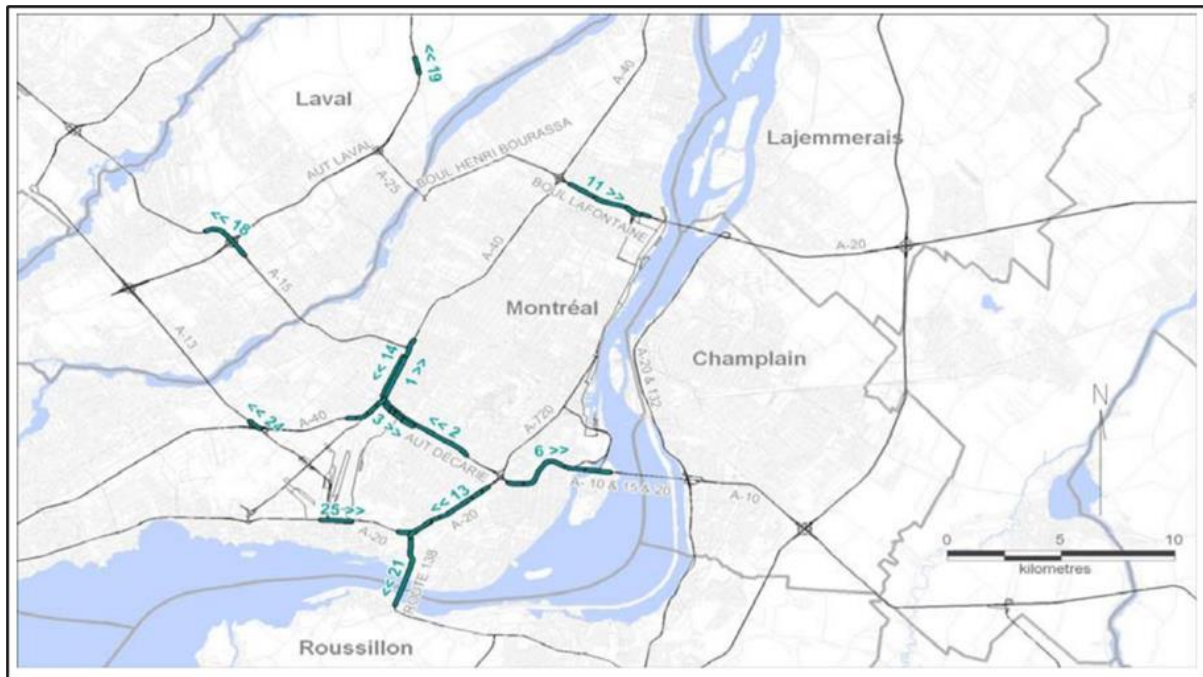 << 19
Laval
A-40
Lajemmerais
BOUL HENRI BOURASSA
AUT LAVAL
A-25
11 >>
BOUL LAFONTAINE
<< 18
A-20
A-40
A-15
Montréal
A-13
<< 14
1 >>
Champlain
A-20 & 132
<< 24
A-40
3 >>
<< 2
AUT DECARIE
A-720
6 >>
A- 10 & 15 & 20
A-10
N
<< 13
25 >>
A-20
A-20
0 5 10
kilometres
<< 21
ROUTE 138
Roussillon